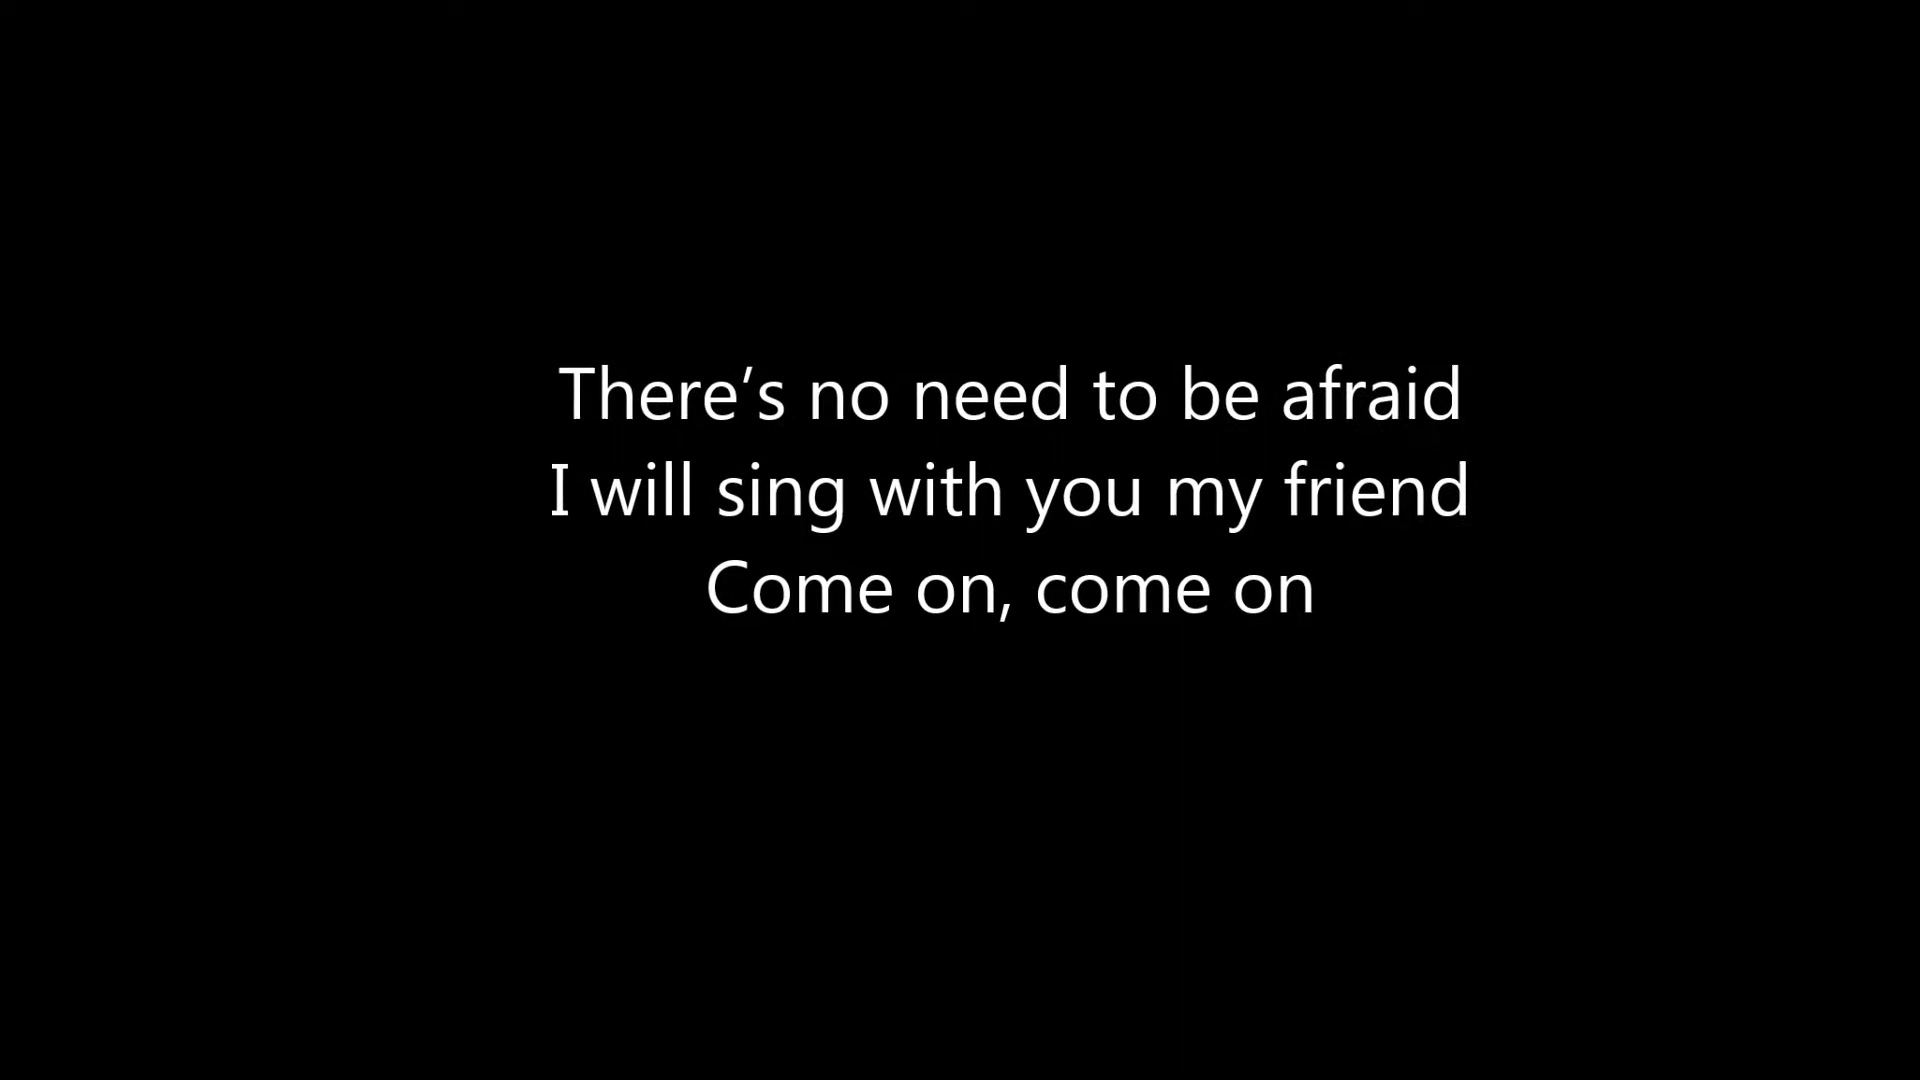 There’s no need to be afraid
I will sing with you my friend
Come on, come on